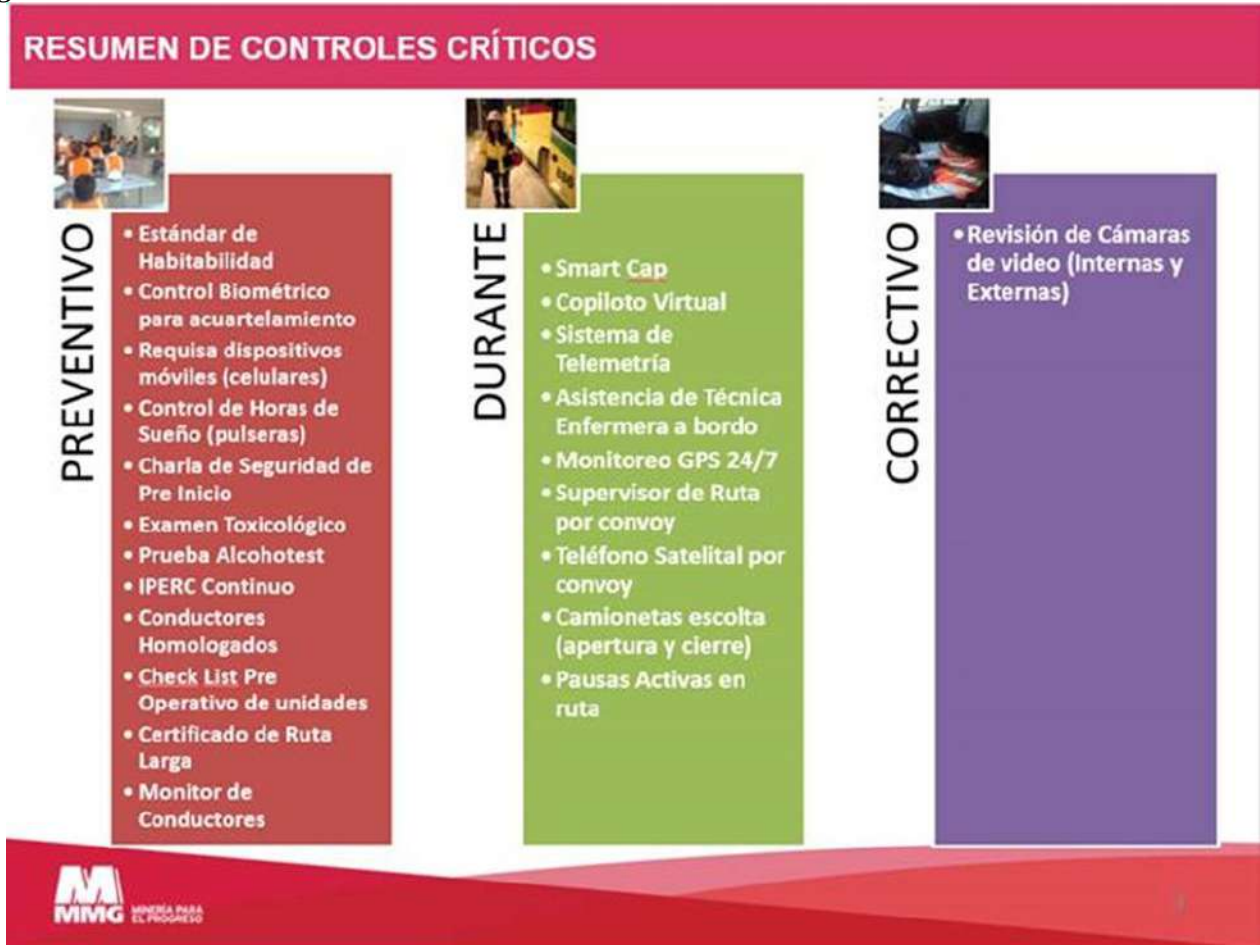 RESUMEN DE CONTROLES CRÍTICOS
PREVENTIVO
• Estándar de
Habitabilidad
• Control Biométrico
para acuartelamiento
• Requisa dispositivos
móviles (celulares)
• Control de Horas de
Sueño (pulseras)
• Charla de Seguridad de
Pre Inicio
• Examen Toxicológico
• Prueba Alcohotest
• IPERC Continuo
• Conductores
Homologados
• Check List Pre
Operativo de unidades
• Certificado de Ruta
Larga
• Monitor de
Conductores
DURANTE
• Smart Cap
• Copiloto Virtual
• Sistema de
Telemetría
• Asistencia de Técnica
Enfermera a bordo
• Monitoreo GPS 24/7
• Supervisor de Ruta
por convoy
• Teléfono Satelital por
convoy
• Camionetas escolta
(apertura y cierre)
• Pausas Activas en
ruta
CORRECTIVO
• Revisión de Cámaras
de video (Internas y
Externas)
MMG
MINERÍA PARA
EL PROGRESO